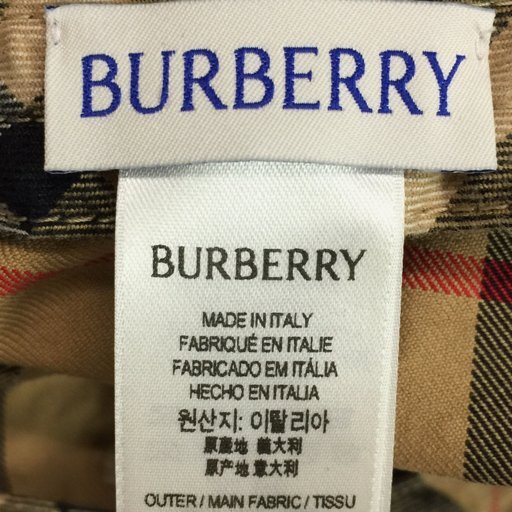 BURBERRY
BURBERRY
MADE IN ITALY
FABRIQUÉ EN ITALIE
FABRICADO EM ITÁLIA
HECHO EN ITALIA
원산지: 이탈리아
原產地 義大利
原产地 意大利
OUTER / MAIN FABRIC / TISSU